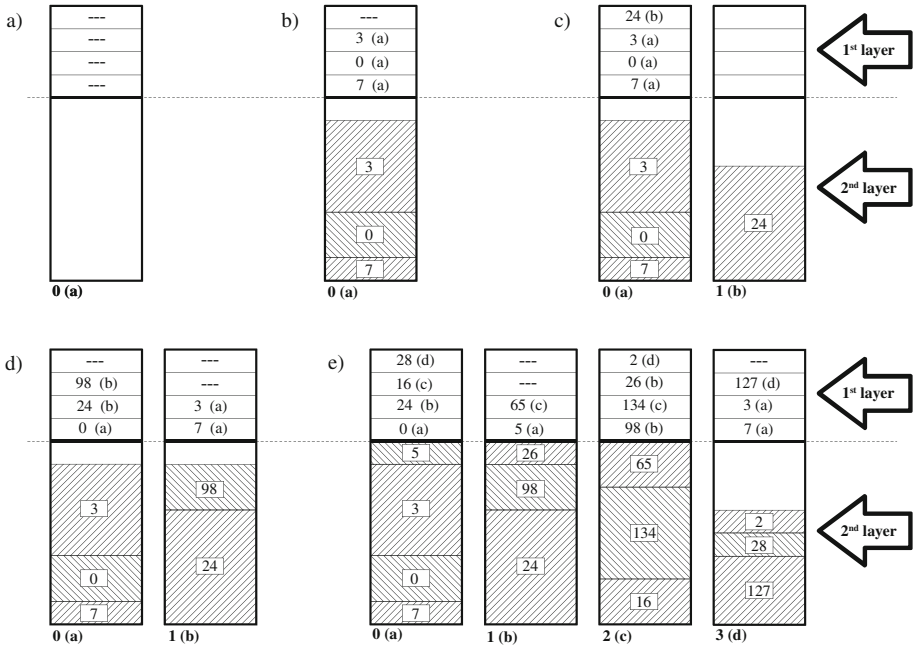 a)
---
---
---
---
0 (a)
b)
---
3 (a)
0 (a)
7 (a)
3
0
7
0 (a)
c)
24 (b)
3 (a)
0 (a)
7 (a)
3
0
7
0 (a)
24
1 (b)
1st layer
2nd layer
d)
---
98 (b)
24 (b)
0 (a)
3
0
7
0 (a)
---
---
3 (a)
7 (a)
98
24
1 (b)
e)
28 (d)
16 (c)
24 (b)
0 (a)
5
3
0
7
0 (a)
---
---
65 (c)
5 (a)
26
98
24
1 (b)
2 (d)
26 (b)
134 (c)
98 (b)
65
134
16
2 (c)
---
127 (d)
3 (a)
7 (a)
2
28
127
3 (d)
1st layer
2nd layer